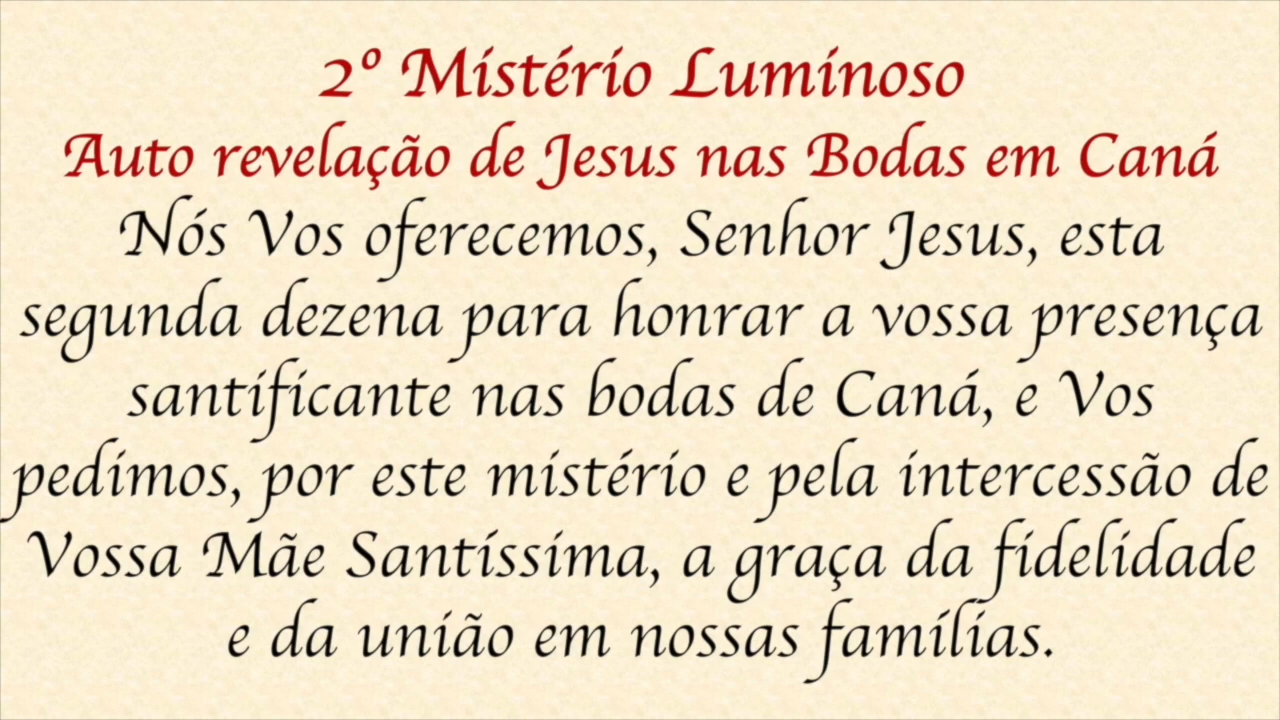 2º Mistério Luminoso
Auto revelação de Jesus nas Bodas em Caná
Nós Vos oferecemos, Senhor Jesus, esta
segunda dezena para honrar a vossa presença
santificante nas bodas de Caná, e Vos
pedimos, por este mistério e pela intercessão de
Vossa Mãe Santíssima, a graça da fidelidade
e da união em nossas famílias.